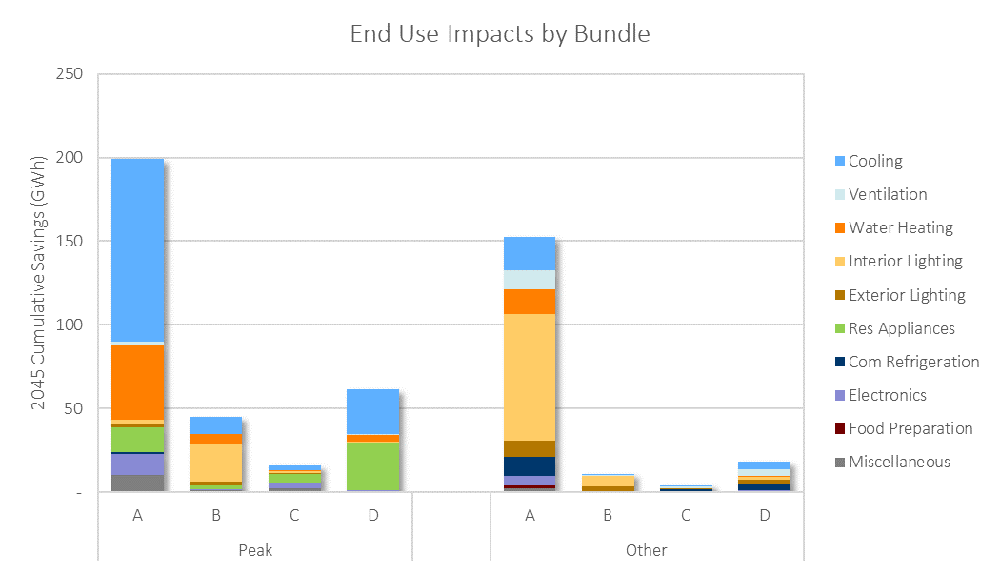 End Use Impacts by Bundle
2045 Cumulative Savings (GWh)
250
200
150
100
50
-
A B C D A B C D
Peak Other
Cooling
Ventilation
Water Heating
Interior Lighting
Exterior Lighting
Res Appliances
Com Refrigeration
Electronics
Food Preparation
Miscellaneous